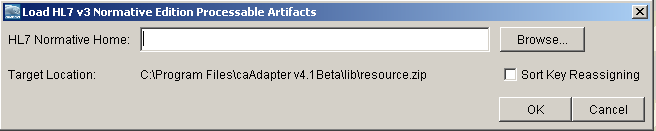 Load HL7 v3 Normative Edition Processable Artifacts
HL7 Normative Home:
Browse...
Target Location:
C:\Program Files\caAdapter v4.1Beta\lib\resource.zip
Sort Key Reassigning
OK
Cancel